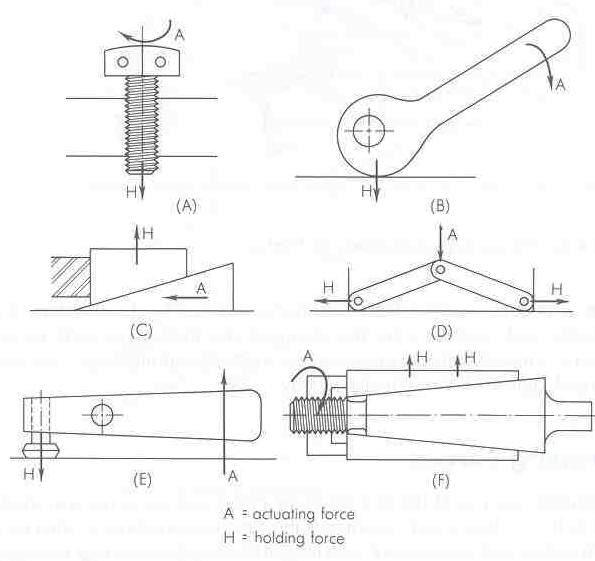 A
H
(A)
A
H
(B)
H
A
(C)
A
H
H
(D)
H
A
(E)
A
H
H
(F)
A = actuating force
H = holding force